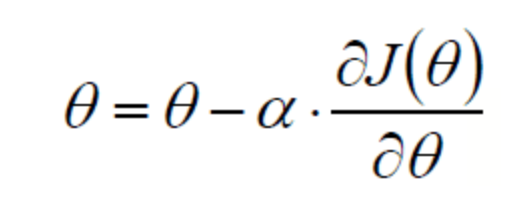 θ = θ − α · ∂J(θ) / ∂θ